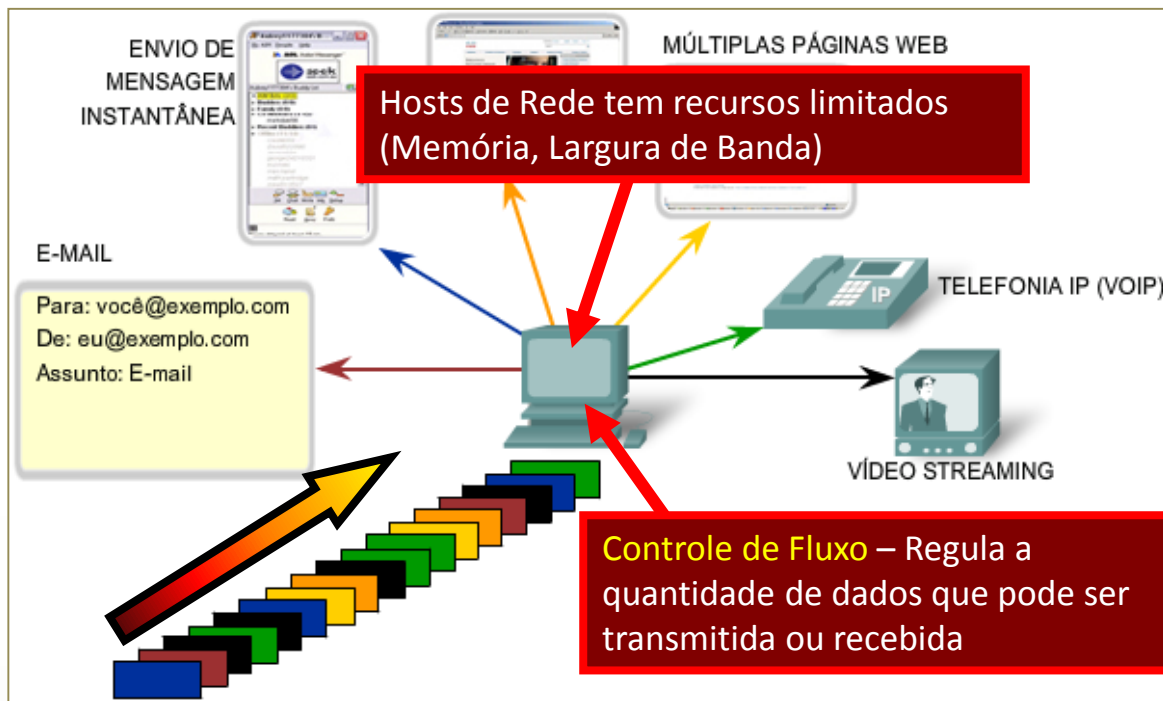 ENVIO DE
MENSAGEM
INSTANTÂNEA
MÚLTIPLAS PÁGINAS WEB
Hosts de Rede tem recursos limitados
(Memória, Largura de Banda)
E-MAIL
Para: você@exemplo.com
De: eu@exemplo.com
Assunto: E-mail
IP
TELEFONIA IP (VOIP)
VÍDEO STREAMING
Controle de Fluxo – Regula a
quantidade de dados que pode ser
transmitida ou recebida